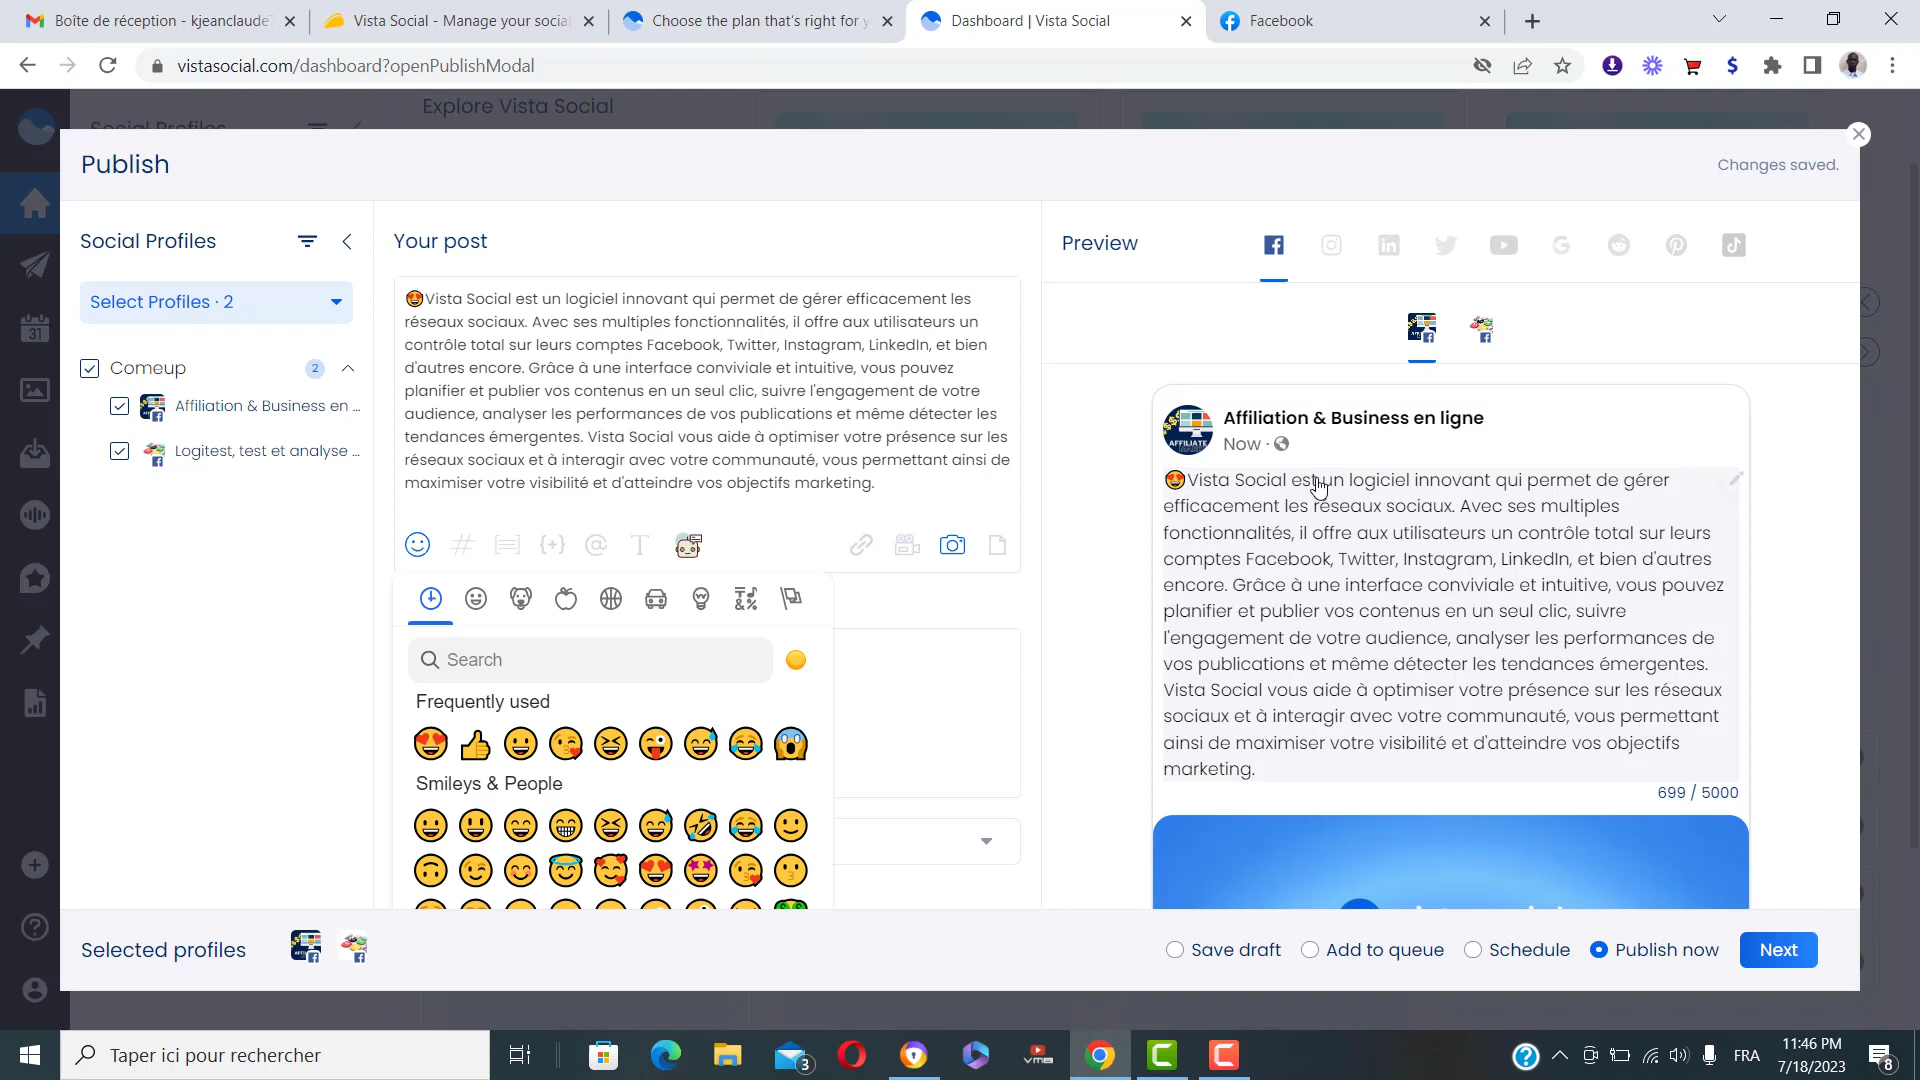 Boîte de réception - kjeanclaude
Vista Social - Manage your social
Choose the plan that's right for y
Dashboard | Vista Social
Facebook
vistasocial.com/dashboard?openPublishModal
Explore Vista Social
Social Profiles
Publish
Changes saved.
Social Profiles
Select Profiles · 2
Comeup
2
Affiliation & Business en ...
Logitest, test et analyse ...
Your post
😍Vista Social est un logiciel innovant qui permet de gérer efficacement les
réseaux sociaux. Avec ses multiples fonctionnalités, il offre aux utilisateurs un
contrôle total sur leurs comptes Facebook, Twitter, Instagram, LinkedIn, et bien
d'autres encore. Grâce à une interface conviviale et intuitive, vous pouvez
planifier et publier vos contenus en un seul clic, suivre l'engagement de votre
audience, analyser les performances de vos publications et même détecter les
tendances émergentes. Vista Social vous aide à optimiser votre présence sur les
réseaux sociaux et à interagir avec votre communauté, vous permettant ainsi de
maximiser votre visibilité et d'atteindre vos objectifs marketing.
Search
Frequently used
Smileys & People
Preview
Affiliation & Business en ligne
Now ·
😍Vista Social est un logiciel innovant qui permet de gérer
efficacement les réseaux sociaux. Avec ses multiples
fonctionnalités, il offre aux utilisateurs un contrôle total sur leurs
comptes Facebook, Twitter, Instagram, LinkedIn, et bien d'autres
encore. Grâce à une interface conviviale et intuitive, vous pouvez
planifier et publier vos contenus en un seul clic, suivre
l'engagement de votre audience, analyser les performances de
vos publications et même détecter les tendances émergentes.
Vista Social vous aide à optimiser votre présence sur les réseaux
sociaux et à interagir avec votre communauté, vous permettant
ainsi de maximiser votre visibilité et d'atteindre vos objectifs
marketing.
699 / 5000
Selected profiles
Save draft
Add to queue
Schedule
Publish now
Next
Taper ici pour rechercher
3
FRA
11:46 PM
7/18/2023
8